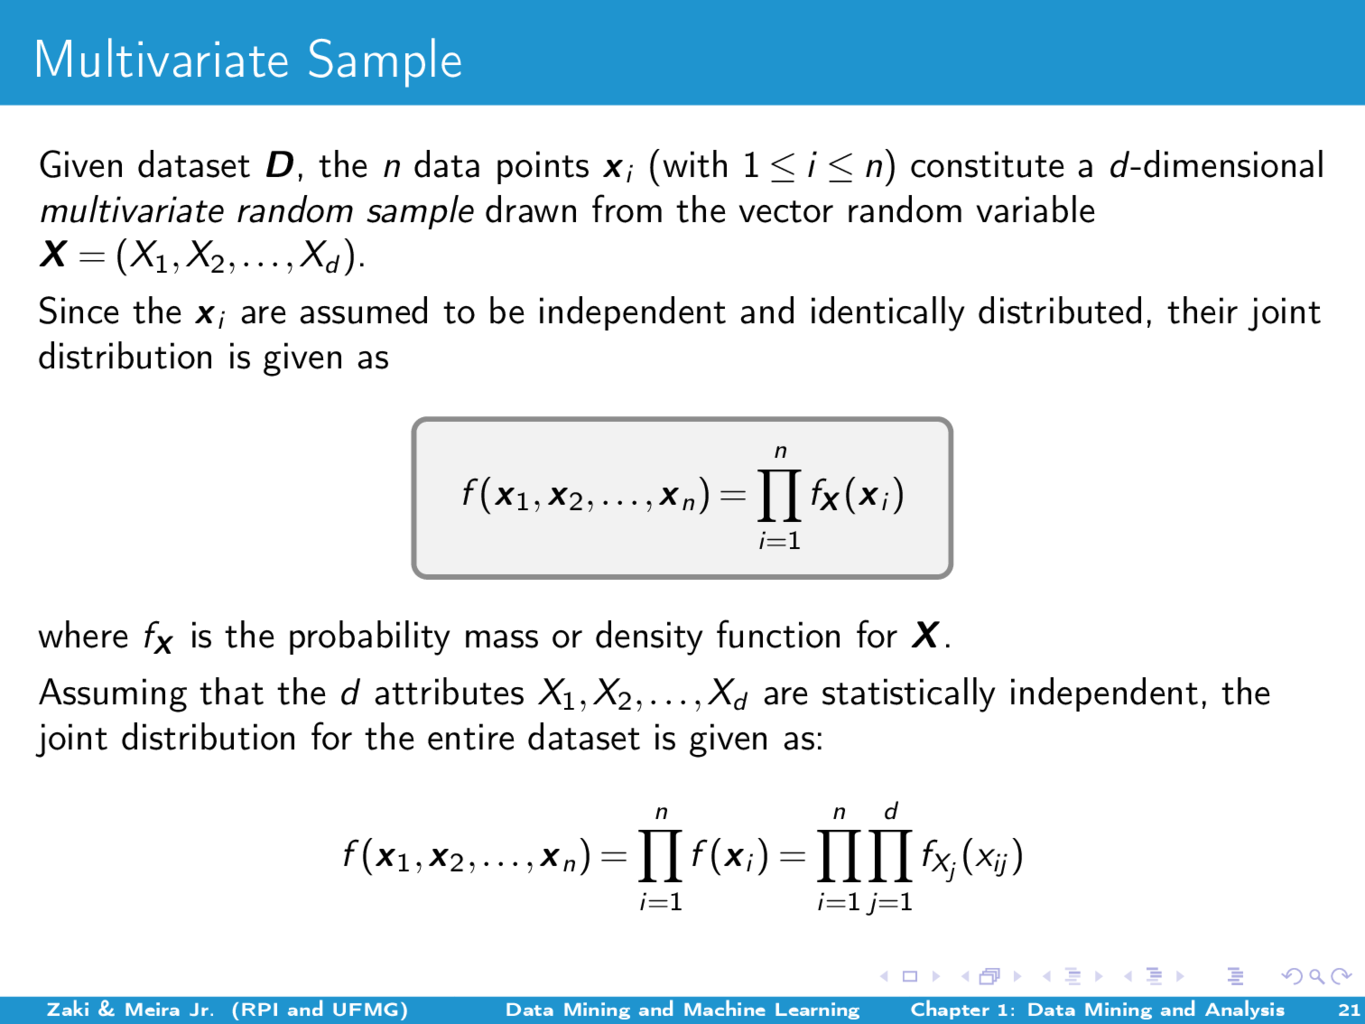 Multivariate Sample
Given dataset D, the n data points x_i (with 1 ≤ i ≤ n) constitute a d-dimensional
multivariate random sample drawn from the vector random variable
X = (X_1, X_2, ..., X_d).
Since the x_i are assumed to be independent and identically distributed, their joint
distribution is given as
f(x_1, x_2, ..., x_n) = ∏_{i=1}^{n} f_X(x_i)
where f_X is the probability mass or density function for X.
Assuming that the d attributes X_1, X_2, ..., X_d are statistically independent, the
joint distribution for the entire dataset is given as:
f(x_1, x_2, ..., x_n) = ∏_{i=1}^{n} f(x_i) = ∏_{i=1}^{n} ∏_{j=1}^{d} f_{X_j}(x_{ij})
Zaki & Meira Jr. (RPI and UFMG) Data Mining and Machine Learning Chapter 1: Data Mining and Analysis 21